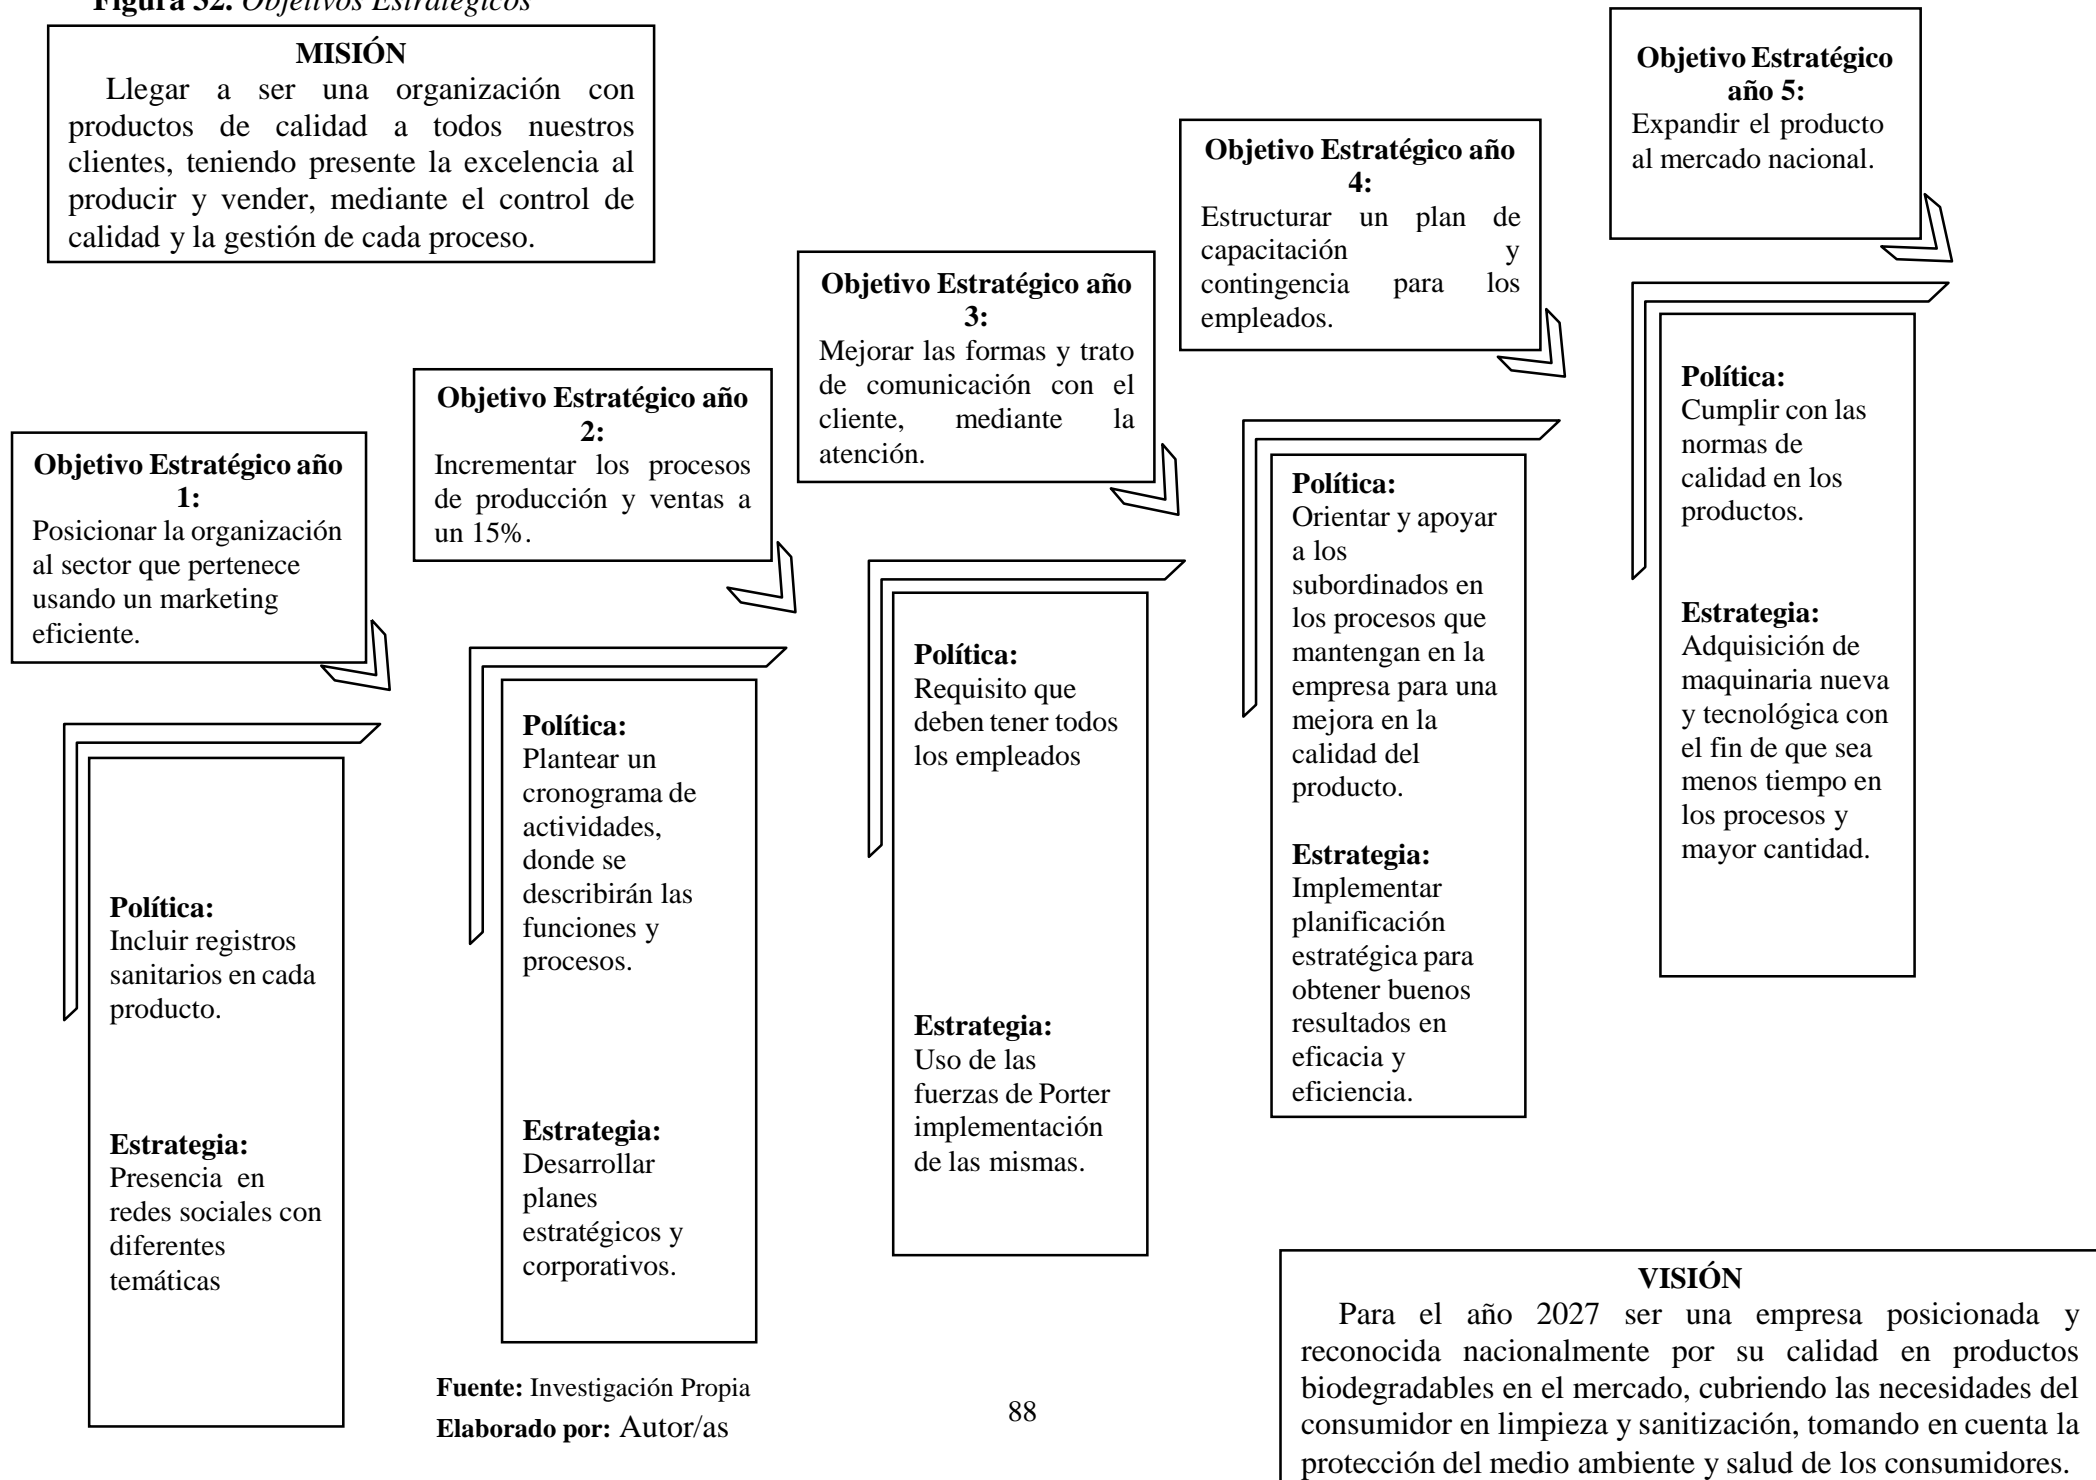 Figura 32. Objetivos Estratégicos
MISIÓN
Llegar a ser una organización con
productos de calidad a todos nuestros
clientes, teniendo presente la excelencia al
producir y vender, mediante el control de
calidad y la gestión de cada proceso.
Objetivo Estratégico año
1:
Posicionar la organización
al sector que pertenece
usando un marketing
eficiente.
Política:
Incluir registros
sanitarios en cada
producto.
Estrategia:
Presencia en
redes sociales con
diferentes
temáticas
Objetivo Estratégico año
2:
Incrementar los procesos
de producción y ventas a
un 15%.
Política:
Plantear un
cronograma de
actividades,
donde se
describirán las
funciones y
procesos.
Estrategia:
Desarrollar
planes
estratégicos y
corporativos.
Objetivo Estratégico año
3:
Mejorar las formas y trato
de comunicación con el
cliente, mediante la
atención.
Política:
Requisito que
deben tener todos
los empleados
Estrategia:
Uso de las
fuerzas de Porter
implementación
de las mismas.
Objetivo Estratégico año
4:
Estructurar un plan de
capacitación y
contingencia para los
empleados.
Política:
Orientar y apoyar
a los
subordinados en
los procesos que
mantengan en la
empresa para una
mejora en la
calidad del
producto.
Estrategia:
Implementar
planificación
estratégica para
obtener buenos
resultados en
eficacia y
eficiencia.
Objetivo Estratégico
año 5:
Expandir el producto
al mercado nacional.
Política:
Cumplir con las
normas de
calidad en los
productos.
Estrategia:
Adquisición de
maquinaria nueva
y tecnológica con
el fin de que sea
menos tiempo en
los procesos y
mayor cantidad.
VISIÓN
Para el año 2027 ser una empresa posicionada y
reconocida nacionalmente por su calidad en productos
biodegradables en el mercado, cubriendo las necesidades del
consumidor en limpieza y sanitización, tomando en cuenta la
protección del medio ambiente y salud de los consumidores.
Fuente: Investigación Propia
Elaborado por: Autor/as
88